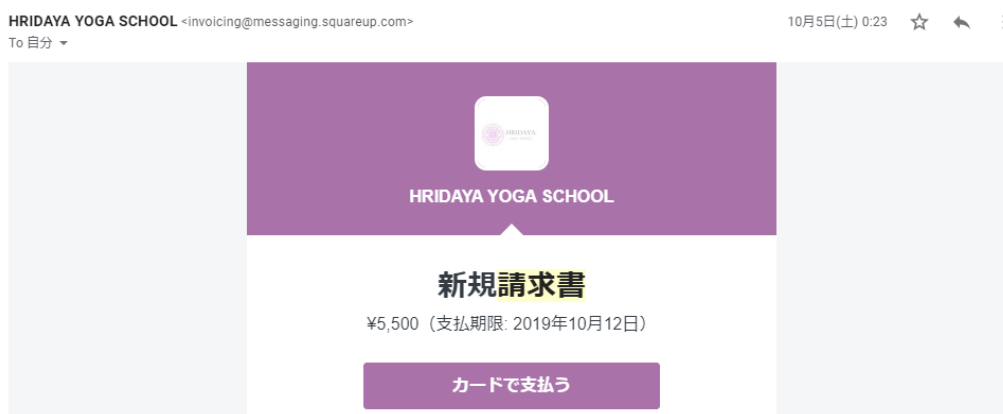 HRIDAYA YOGA SCHOOL <invoicing@messaging.squareup.com>
10月5日(土) 0:23
To 自分
HRIDAYA
HRIDAYA YOGA SCHOOL
新規請求書
¥5,500（支払期限: 2019年10月12日）
カードで支払う